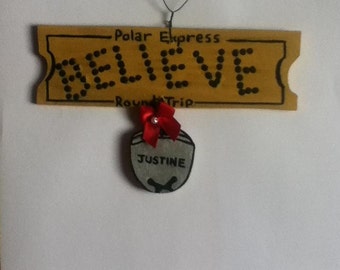 Polar Express
BELIEVE
Round Trip
JUSTINE